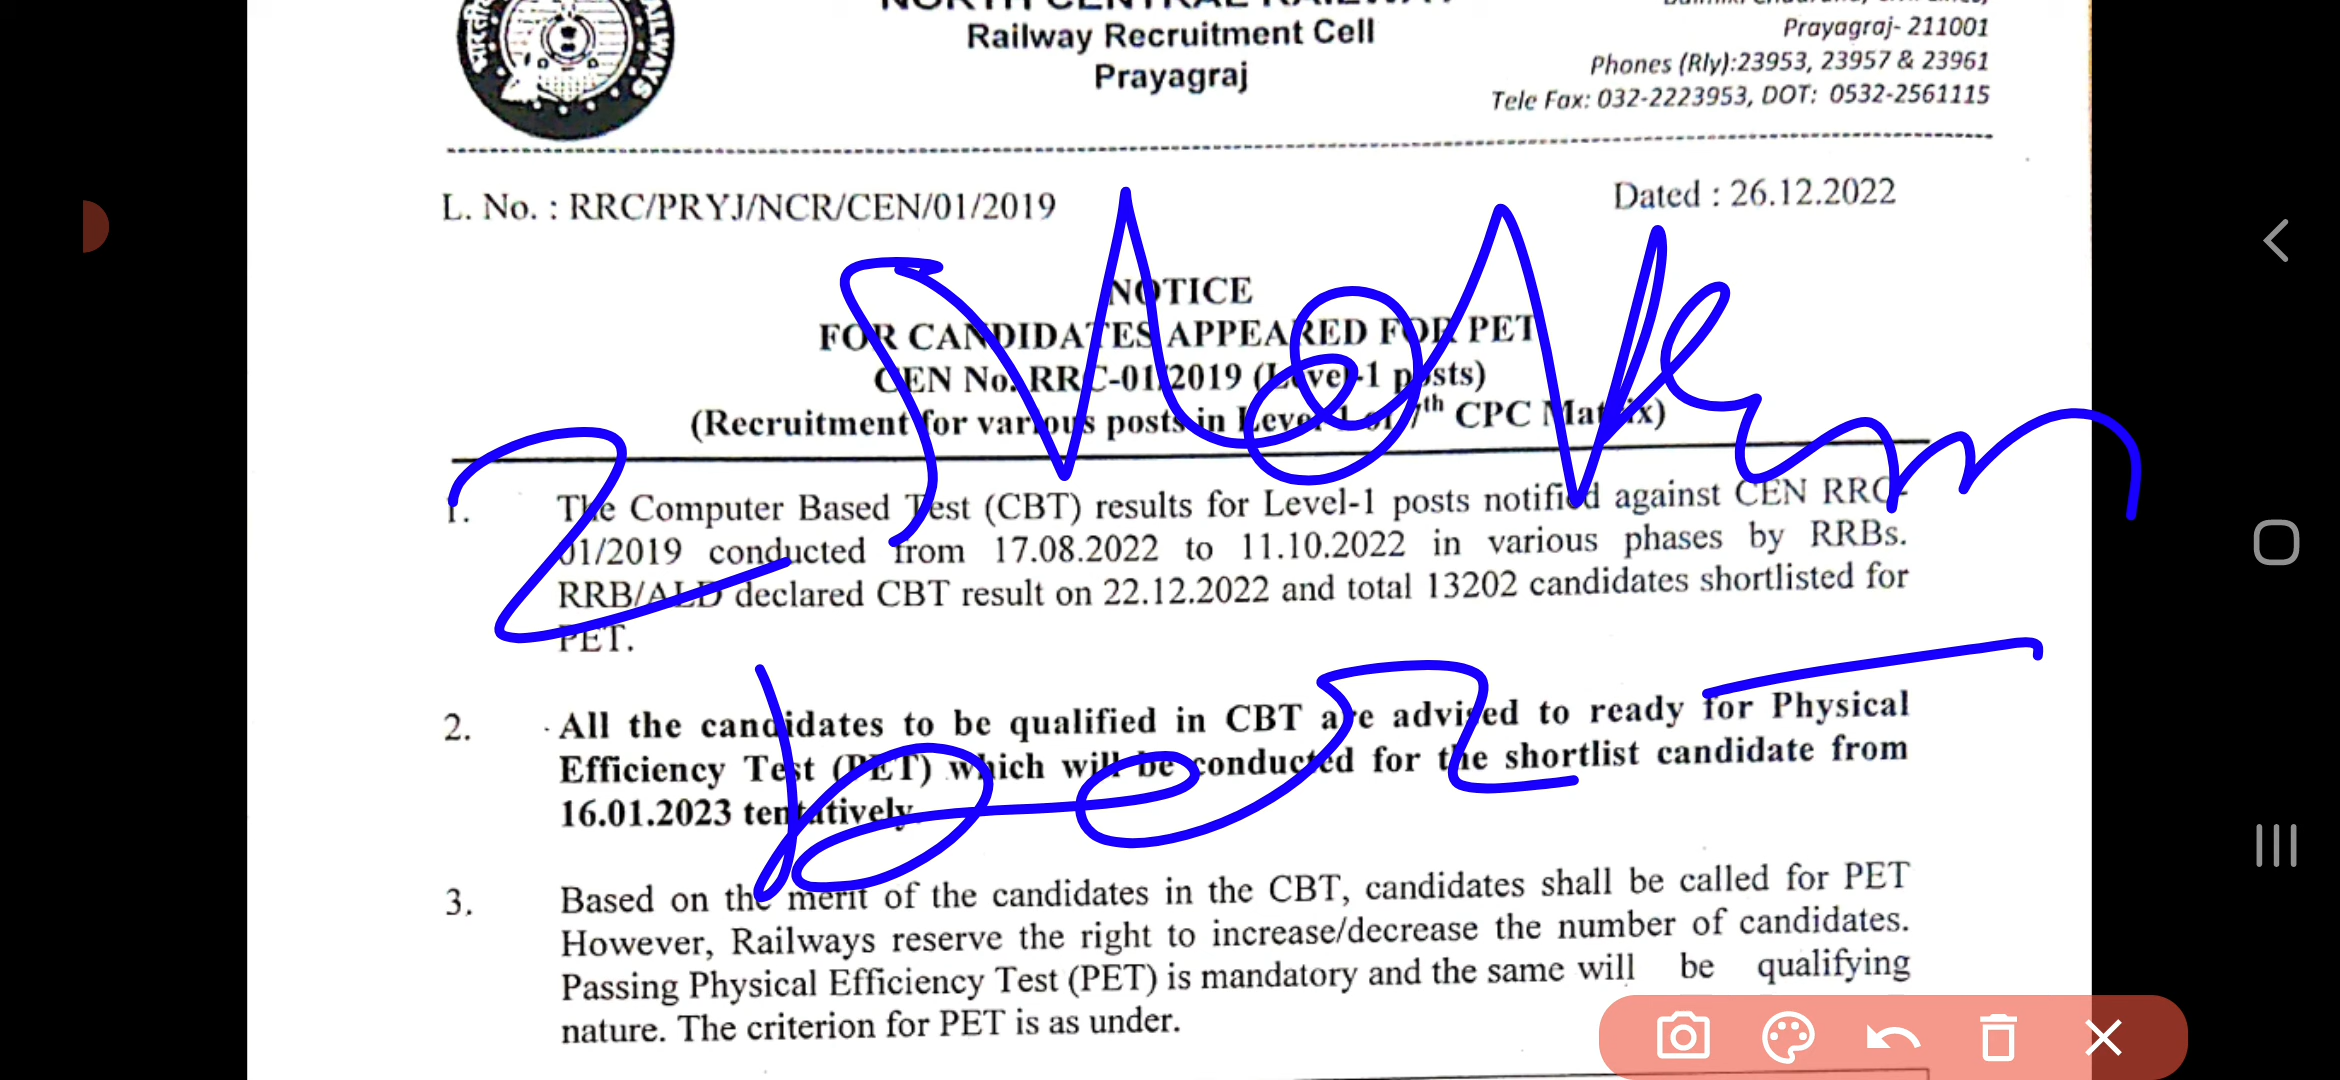 NORTH CENTRAL RAILWAY
Railway Recruitment Cell
Prayagraj
Prayagraj- 211001
Phones (Rly):23953, 23957 & 23961
Tele Fax: 032-2223953, DOT: 0532-2561115
RAILWAYS
L. No. : RRC/PRYJ/NCR/CEN/01/2019
Dated : 26.12.2022
NOTICE
FOR CANDIDATES APPEARED FOR PET
CEN No. RRC-01/2019 (Level-1 posts)
(Recruitment for various posts in Level-1 of 7th CPC Matrix)
1. The Computer Based Test (CBT) results for Level-1 posts notified against CEN RRC-
01/2019 conducted from 17.08.2022 to 11.10.2022 in various phases by RRBs.
RRB/ALD declared CBT result on 22.12.2022 and total 13202 candidates shortlisted for
PET.
2. All the candidates to be qualified in CBT are advised to ready for Physical
Efficiency Test (PET) which will be conducted for the shortlist candidate from
16.01.2023 tentatively.
3. Based on the merit of the candidates in the CBT, candidates shall be called for PET
However, Railways reserve the right to increase/decrease the number of candidates.
Passing Physical Efficiency Test (PET) is mandatory and the same will be qualifying
nature. The criterion for PET is as under.